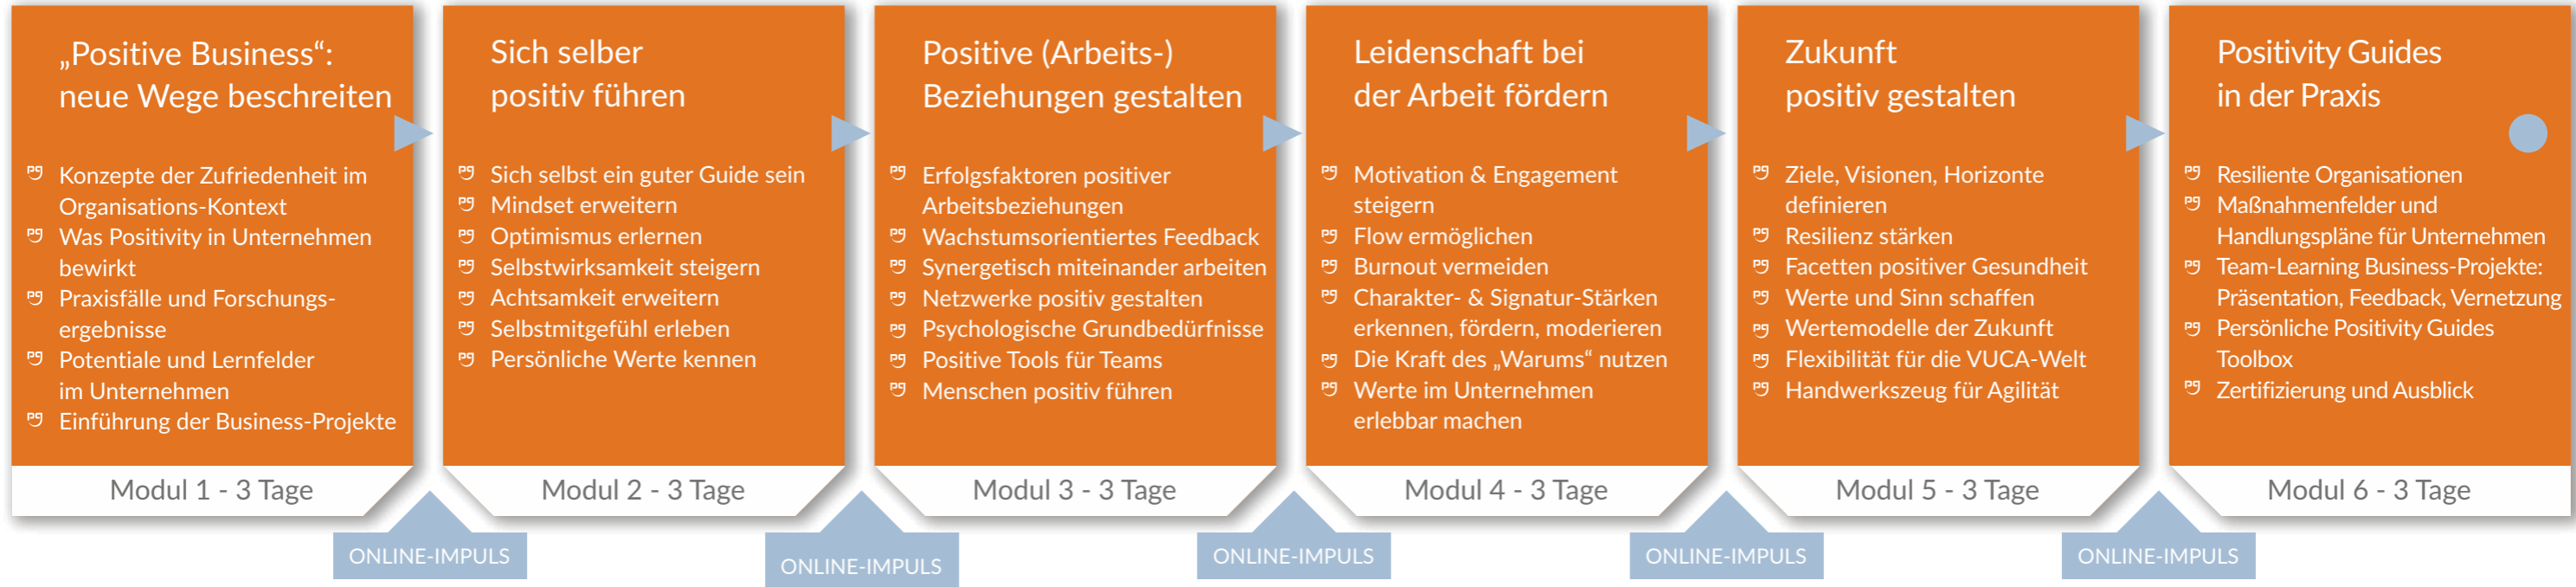 „Positive Business“:
neue Wege beschreiten
Konzepte der Zufriedenheit im
Organisations-Kontext
Was Positivity in Unternehmen
bewirkt
Praxisfälle und Forschungs-
ergebnisse
Potentiale und Lernfelder
im Unternehmen
Einführung der Business-Projekte
Modul 1 - 3 Tage
ONLINE-IMPULS
Sich selber
positiv führen
Sich selbst ein guter Guide sein
Mindset erweitern
Optimismus erlernen
Selbstwirksamkeit steigern
Achtsamkeit erweitern
Selbstmitgefühl erleben
Persönliche Werte kennen
Modul 2 - 3 Tage
ONLINE-IMPULS
Positive (Arbeits-)
Beziehungen gestalten
Erfolgsfaktoren positiver
Arbeitsbeziehungen
Wachstumsorientiertes Feedback
Synergetisch miteinander arbeiten
Netzwerke positiv gestalten
Psychologische Grundbedürfnisse
Positive Tools für Teams
Menschen positiv führen
Modul 3 - 3 Tage
ONLINE-IMPULS
Leidenschaft bei
der Arbeit fördern
Motivation & Engagement
steigern
Flow ermöglichen
Burnout vermeiden
Charakter- & Signatur-Stärken
erkennen, fördern, moderieren
Die Kraft des „Warums“ nutzen
Werte im Unternehmen
erlebbar machen
Modul 4 - 3 Tage
ONLINE-IMPULS
Zukunft
positiv gestalten
Ziele, Visionen, Horizonte
definieren
Resilienz stärken
Facetten positiver Gesundheit
Werte und Sinn schaffen
Wertemodelle der Zukunft
Flexibilität für die VUCA-Welt
Handwerkszeug für Agilität
Modul 5 - 3 Tage
ONLINE-IMPULS
Positivity Guides
in der Praxis
Resiliente Organisationen
Maßnahmenfelder und
Handlungspläne für Unternehmen
Team-Learning Business-Projekte:
Präsentation, Feedback, Vernetzung
Persönliche Positivity Guides
Toolbox
Zertifizierung und Ausblick
Modul 6 - 3 Tage